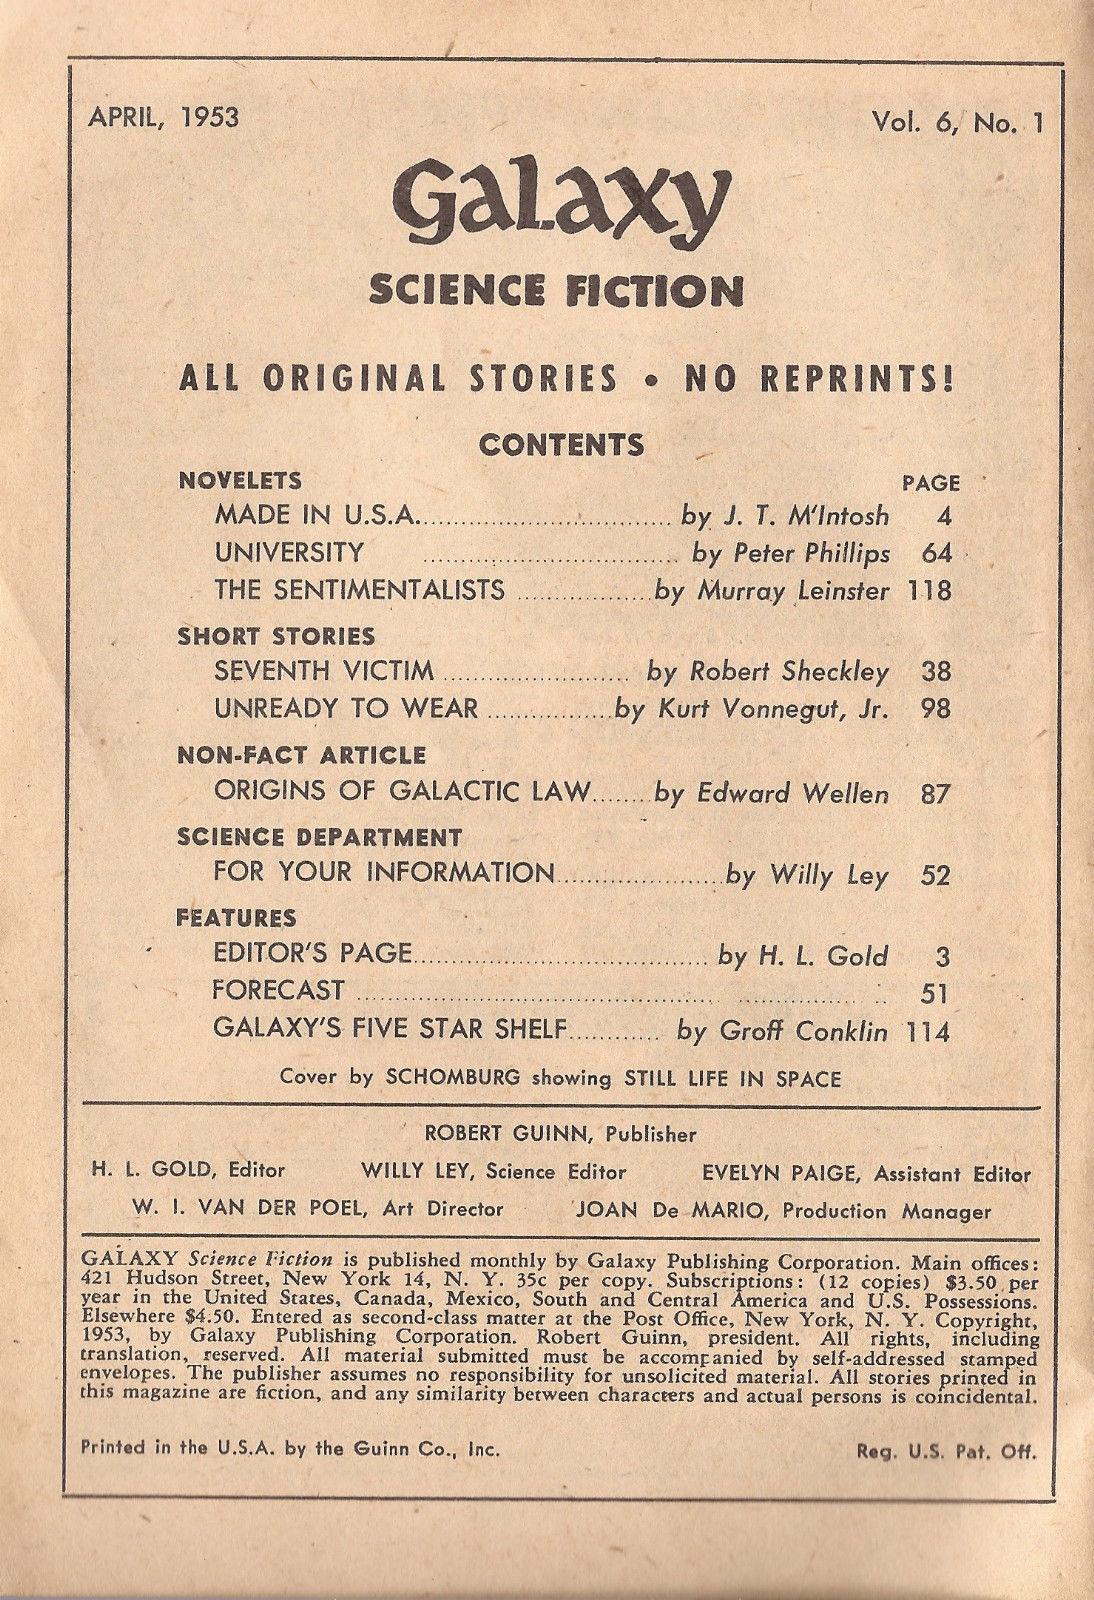 APRIL, 1953 Vol. 6, No. 1
Galaxy
SCIENCE FICTION
ALL ORIGINAL STORIES • NO REPRINTS!
CONTENTS
NOVELETS PAGE
MADE IN U.S.A. by J. T. M'Intosh 4
UNIVERSITY by Peter Phillips 64
THE SENTIMENTALISTS by Murray Leinster 118
SHORT STORIES
SEVENTH VICTIM by Robert Sheckley 38
UNREADY TO WEAR by Kurt Vonnegut, Jr. 98
NON-FACT ARTICLE
ORIGINS OF GALACTIC LAW by Edward Wellen 87
SCIENCE DEPARTMENT
FOR YOUR INFORMATION by Willy Ley 52
FEATURES
EDITOR'S PAGE by H. L. Gold 3
FORECAST 51
GALAXY'S FIVE STAR SHELF by Groff Conklin 114
Cover by SCHOMBURG showing STILL LIFE IN SPACE
ROBERT GUINN, Publisher
H. L. GOLD, Editor WILLY LEY, Science Editor EVELYN PAIGE, Assistant Editor
W. I. VAN DER POEL, Art Director JOAN De MARIO, Production Manager
GALAXY Science Fiction is published monthly by Galaxy Publishing Corporation. Main offices:
421 Hudson Street, New York 14, N. Y. 35c per copy. Subscriptions: (12 copies) $3.50 per
year in the United States, Canada, Mexico, South and Central America and U.S. Possessions.
Elsewhere $4.50. Entered as second-class matter at the Post Office, New York, N. Y. Copyright,
1953, by Galaxy Publishing Corporation. Robert Guinn, president. All rights, including
translation, reserved. All material submitted must be accompanied by self-addressed stamped
envelopes. The publisher assumes no responsibility for unsolicited material. All stories printed in
this magazine are fiction, and any similarity between characters and actual persons is coincidental.
Printed in the U.S.A. by the Guinn Co., Inc. Reg. U.S. Pat. Off.